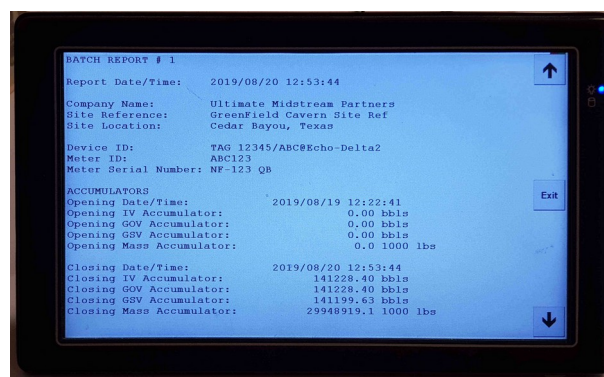 BATCH REPORT # 1
Report Date/Time: 2019/08/20 12:53:44
Company Name: Ultimate Midstream Partners
Site Reference: GreenField Cavern Site Ref
Site Location: Cedar Bayou, Texas
Device ID: TAG 12345/ABC@Echo-Delta2
Meter ID: ABC123
Meter Serial Number: NF-123 QB
ACCUMULATORS
Opening Date/Time: 2019/08/19 12:22:41
Opening IV Accumulator: 0.00 bbls
Opening GOV Accumulator: 0.00 bbls
Opening GSV Accumulator: 0.00 bbls
Opening Mass Accumulator: 0.0 1000 lbs
Closing Date/Time: 2019/08/20 12:53:44
Closing IV Accumulator: 141228.40 bbls
Closing GOV Accumulator: 141228.40 bbls
Closing GSV Accumulator: 141199.63 bbls
Closing Mass Accumulator: 29948919.1 1000 lbs
Exit